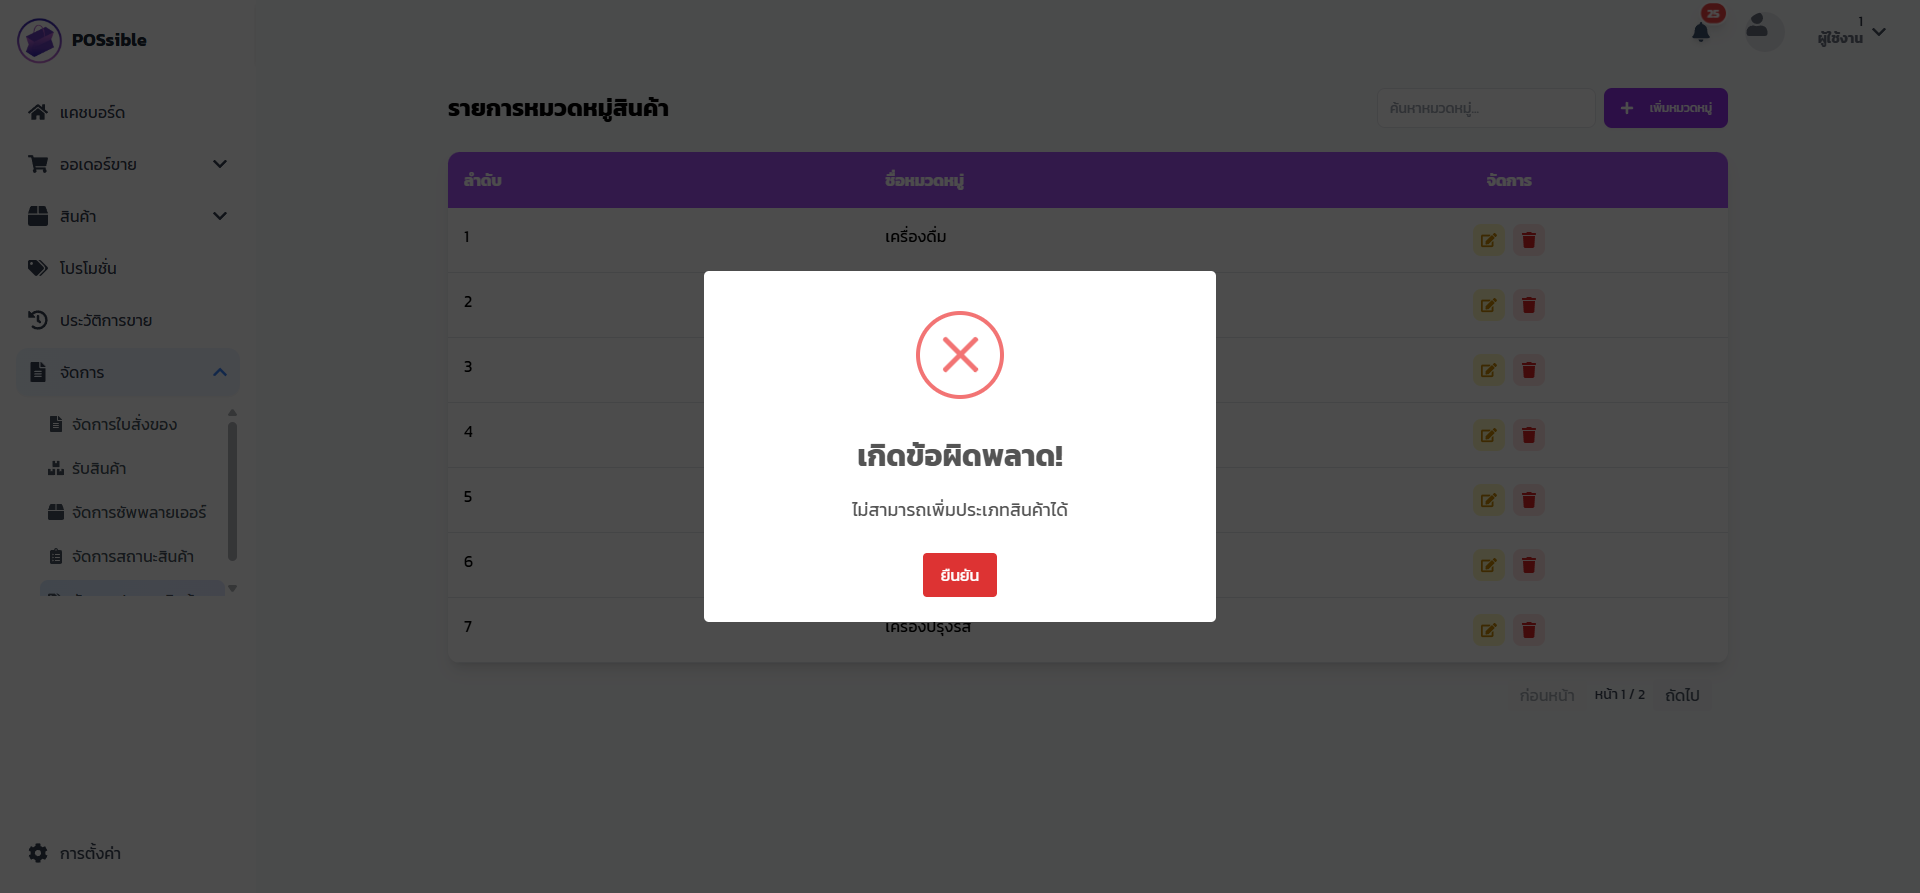 POSsible
25
1
ผู้ใช้งาน
แดชบอร์ด
ออเดอร์ขาย
สินค้า
โปรโมชั่น
ประวัติการขาย
จัดการ
จัดการใบสั่งของ
รับสินค้า
จัดการซัพพลายเออร์
จัดการสถานะสินค้า
การตั้งค่า
รายการหมวดหมู่สินค้า
ค้นหาหมวดหมู่...
เพิ่มหมวดหมู่
ลำดับ ชื่อหมวดหมู่ จัดการ
1 เครื่องดื่ม
2
3
4
5
6
7 เครื่องปรุงรส
ก่อนหน้า หน้า 1 / 2 ถัดไป
เกิดข้อผิดพลาด!
ไม่สามารถเพิ่มประเภทสินค้าได้
ยืนยัน